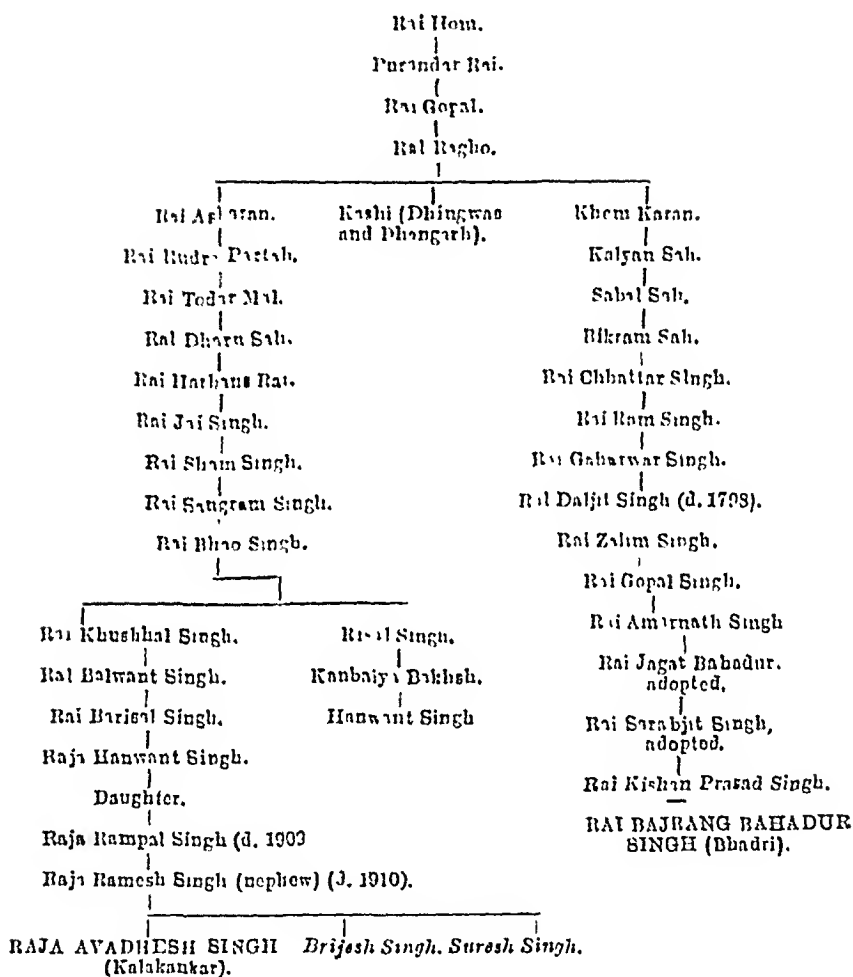 Rai Hom.
Purandar Rai.
Rai Gopal.
Rai Ragho.
Rai Askaran.
Kashi (Dhingwas
and Dhangarh).
Khem Karan.
Rai Rudra Partab.
Kalyan Sah.
Rai Todar Mal.
Sabal Sah.
Rai Dharu Sah.
Bikram Sah.
Rai Harbans Rai.
Rai Chhattar Singh.
Rai Jai Singh.
Rai Ram Singh.
Rai Sham Singh.
Rai Gaharwar Singh.
Rai Sangram Singh.
Rai Daljit Singh (d. 1798).
Rai Bhao Singh.
Rai Zalim Singh.
Rai Gopal Singh.
Rai Khushhal Singh.
Risal Singh.
Rai Amarnath Singh
Rai Balwant Singh.
Kanhaiya Bakhsh.
Rai Jagat Bahadur.
adopted.
Rai Barisal Singh.
Hanwant Singh
Rai Sarabjit Singh,
adopted.
Raja Hanwant Singh.
Rai Kishan Prasad Singh.
Daughter.
Raja Rampal Singh (d. 1909
RAI BAJRANG BAHADUR
SINGH (Bhadri).
Raja Ramesh Singh (nephew) (d. 1910).
RAJA AVADHESH SINGH
(Kalakankar).
Brijesh Singh. Suresh Singh.